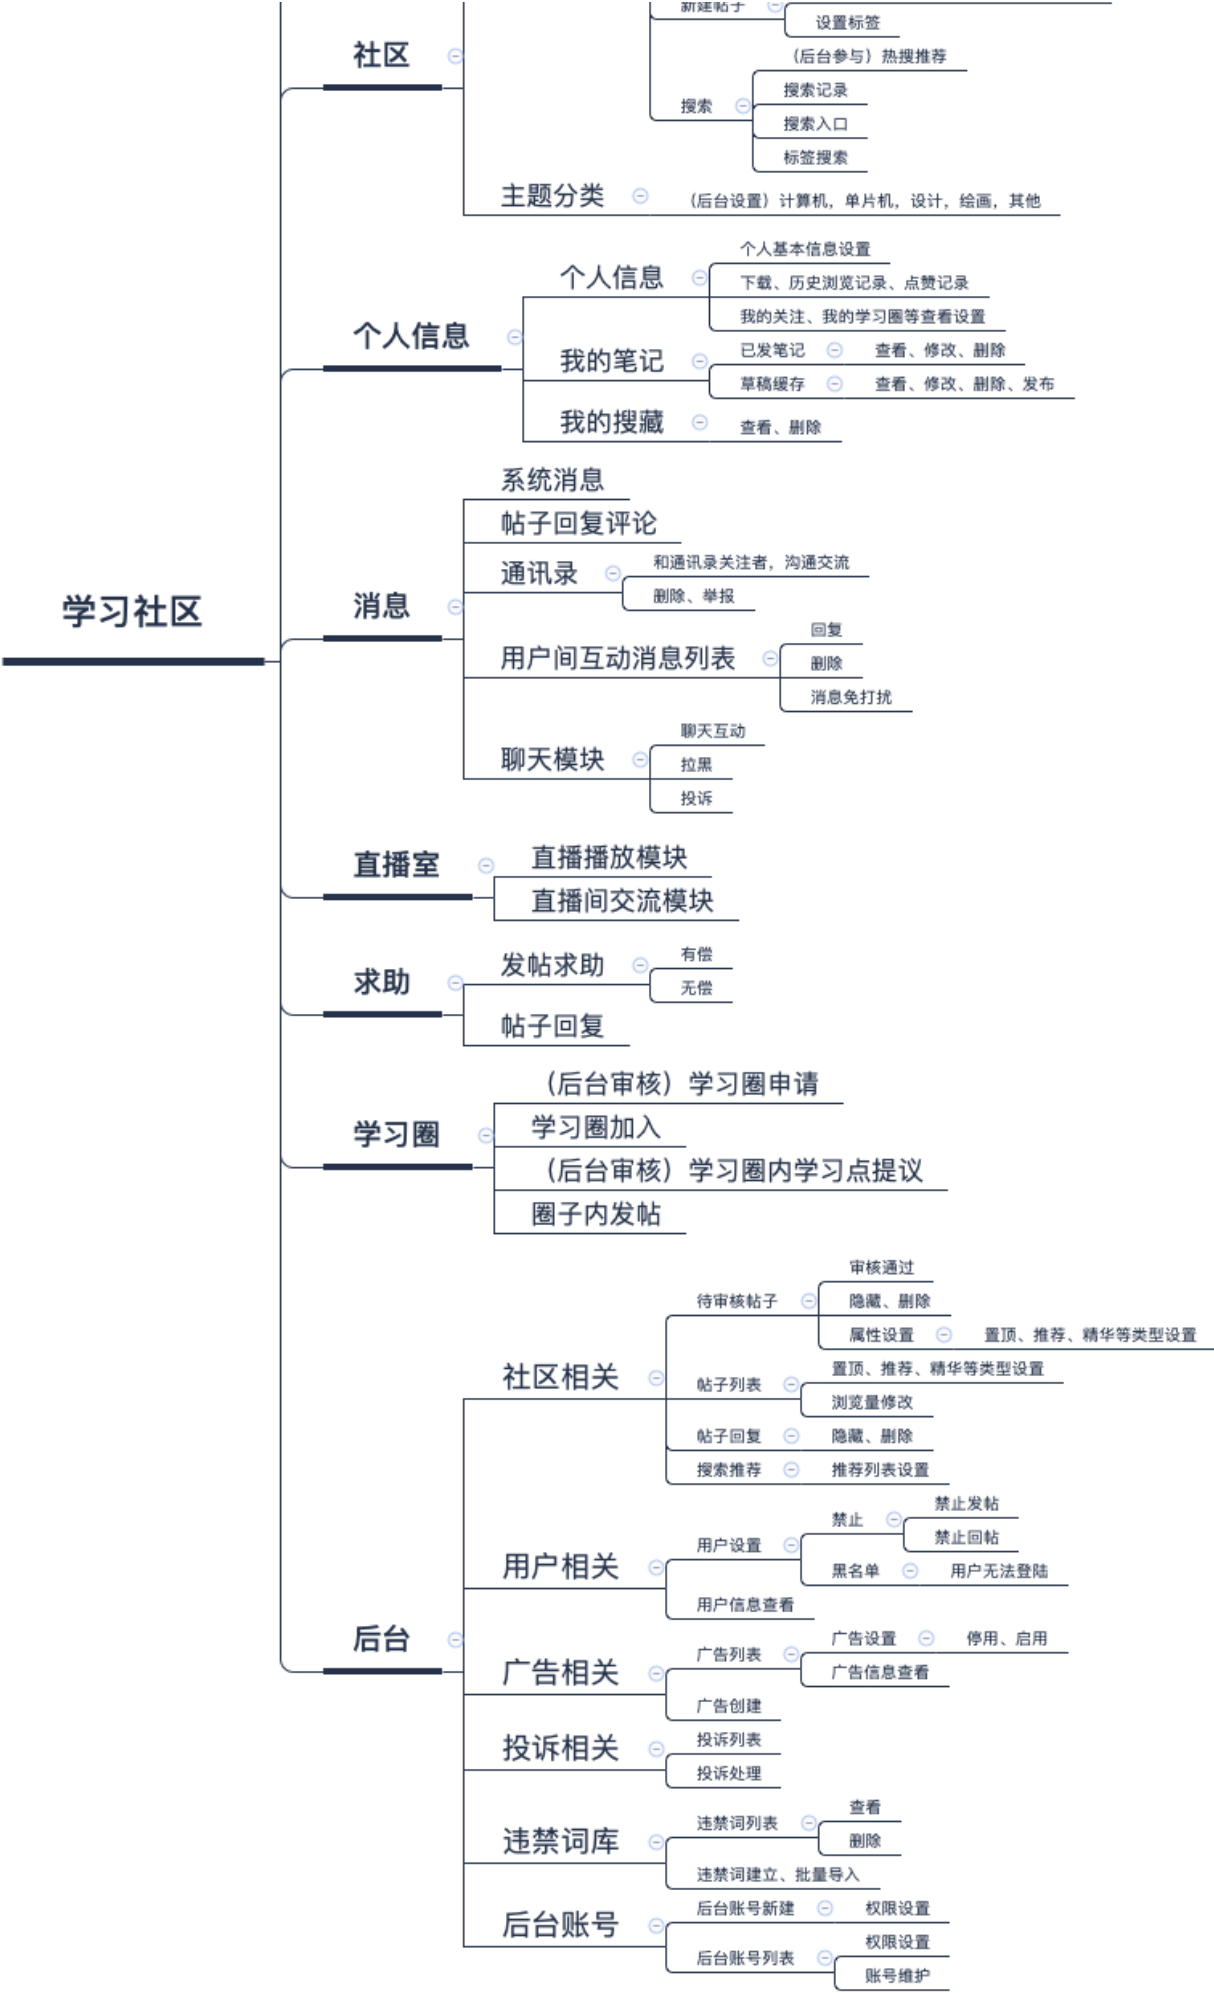 学习社区
社区
新建帖子
设置标签
搜索
（后台参与）热搜推荐
搜索记录
搜索入口
标签搜索
主题分类
（后台设置）计算机，单片机，设计，绘画，其他
个人信息
个人信息
个人基本信息设置
下载、历史浏览记录、点赞记录
我的关注、我的学习圈等查看设置
我的笔记
已发笔记
查看、修改、删除
草稿缓存
查看、修改、删除、发布
我的搜藏
查看、删除
消息
系统消息
帖子回复评论
通讯录
和通讯录关注者，沟通交流
删除、举报
用户间互动消息列表
回复
删除
消息免打扰
聊天模块
聊天互动
拉黑
投诉
直播室
直播播放模块
直播间交流模块
求助
发帖求助
有偿
无偿
帖子回复
学习圈
（后台审核）学习圈申请
学习圈加入
（后台审核）学习圈内学习点提议
圈子内发帖
后台
社区相关
待审核帖子
审核通过
隐藏、删除
属性设置
置顶、推荐、精华等类型设置
帖子列表
置顶、推荐、精华等类型设置
浏览量修改
帖子回复
隐藏、删除
搜索推荐
推荐列表设置
用户相关
用户设置
禁止
禁止发帖
禁止回帖
黑名单
用户无法登陆
用户信息查看
广告相关
广告列表
广告设置
停用、启用
广告信息查看
广告创建
投诉相关
投诉列表
投诉处理
违禁词库
违禁词列表
查看
删除
违禁词建立、批量导入
后台账号
后台账号新建
权限设置
后台账号列表
权限设置
账号维护